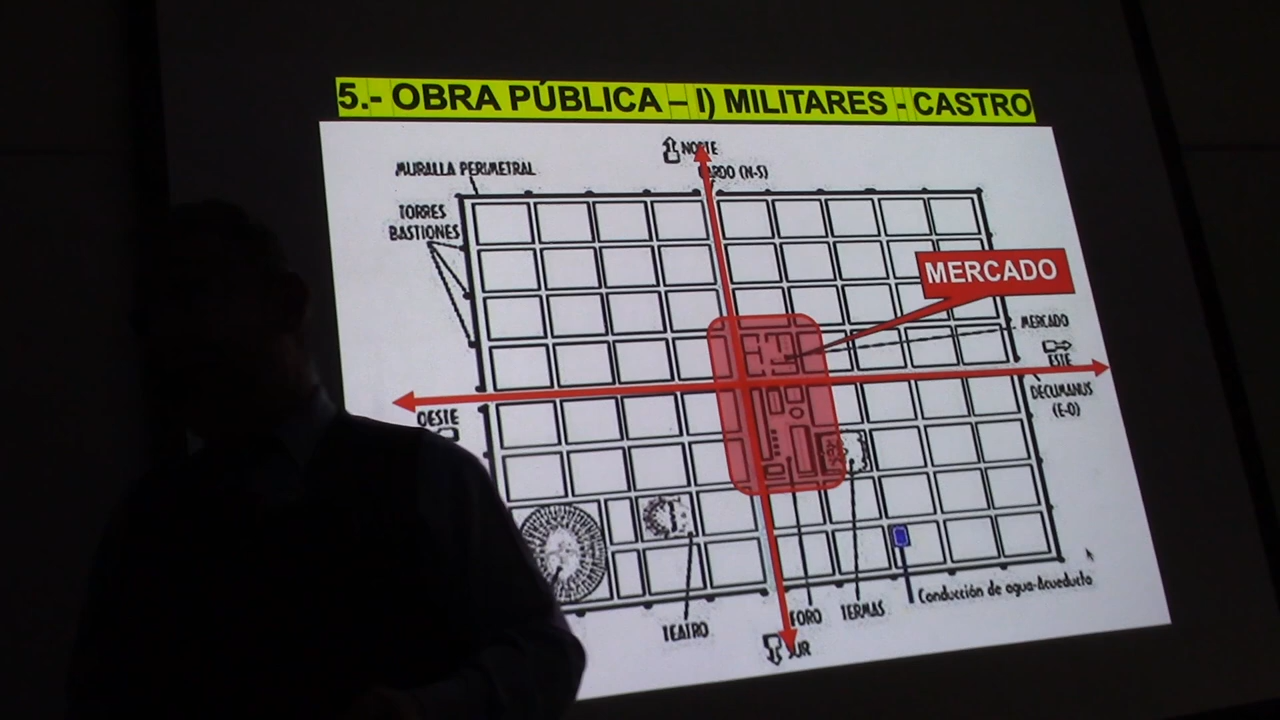 5.- OBRA PÚBLICA – I) MILITARES - CASTRO
NORTE
CARDO (N-S)
MURALLA PERIMETRAL
TORRES
BASTIONES
MERCADO
MERCADO
ESTE
DECUMANUS
(E-O)
OESTE
TEATRO
FORO
TERMAS
Conducción de agua-Acueducto
SUR